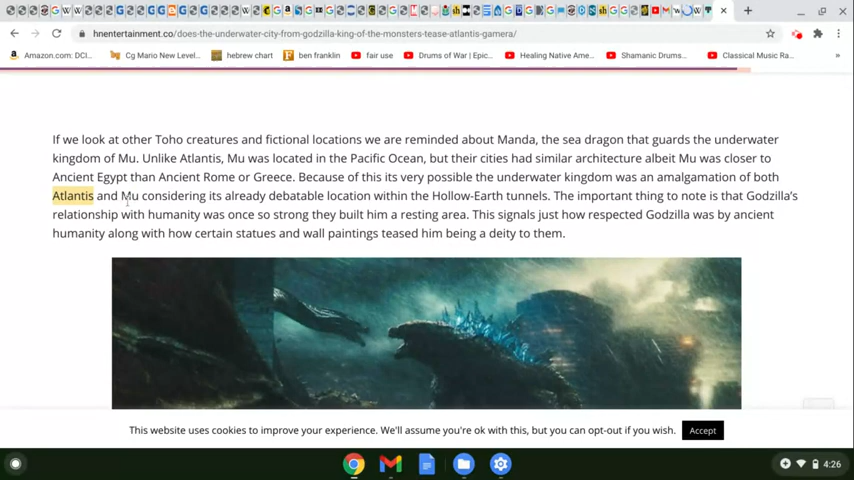 hnentertainment.co/does-the-underwater-city-from-godzilla-king-of-the-monsters-tease-atlantis-gamera/
Amazon.com: DCI...
Cg Mario New Level...
hebrew chart
ben franklin
fair use
Drums of War | Epic...
Healing Native Ame...
Shamanic Drums...
Classical Music Ra...
»
If we look at other Toho creatures and fictional locations we are reminded about Manda, the sea dragon that guards the underwater
kingdom of Mu. Unlike Atlantis, Mu was located in the Pacific Ocean, but their cities had similar architecture albeit Mu was closer to
Ancient Egypt than Ancient Rome or Greece. Because of this its very possible the underwater kingdom was an amalgamation of both
Atlantis and Mu considering its already debatable location within the Hollow-Earth tunnels. The important thing to note is that Godzilla's
relationship with humanity was once so strong they built him a resting area. This signals just how respected Godzilla was by ancient
humanity along with how certain statues and wall paintings teased him being a deity to them.
This website uses cookies to improve your experience. We'll assume you're ok with this, but you can opt-out if you wish.
Accept
4:26